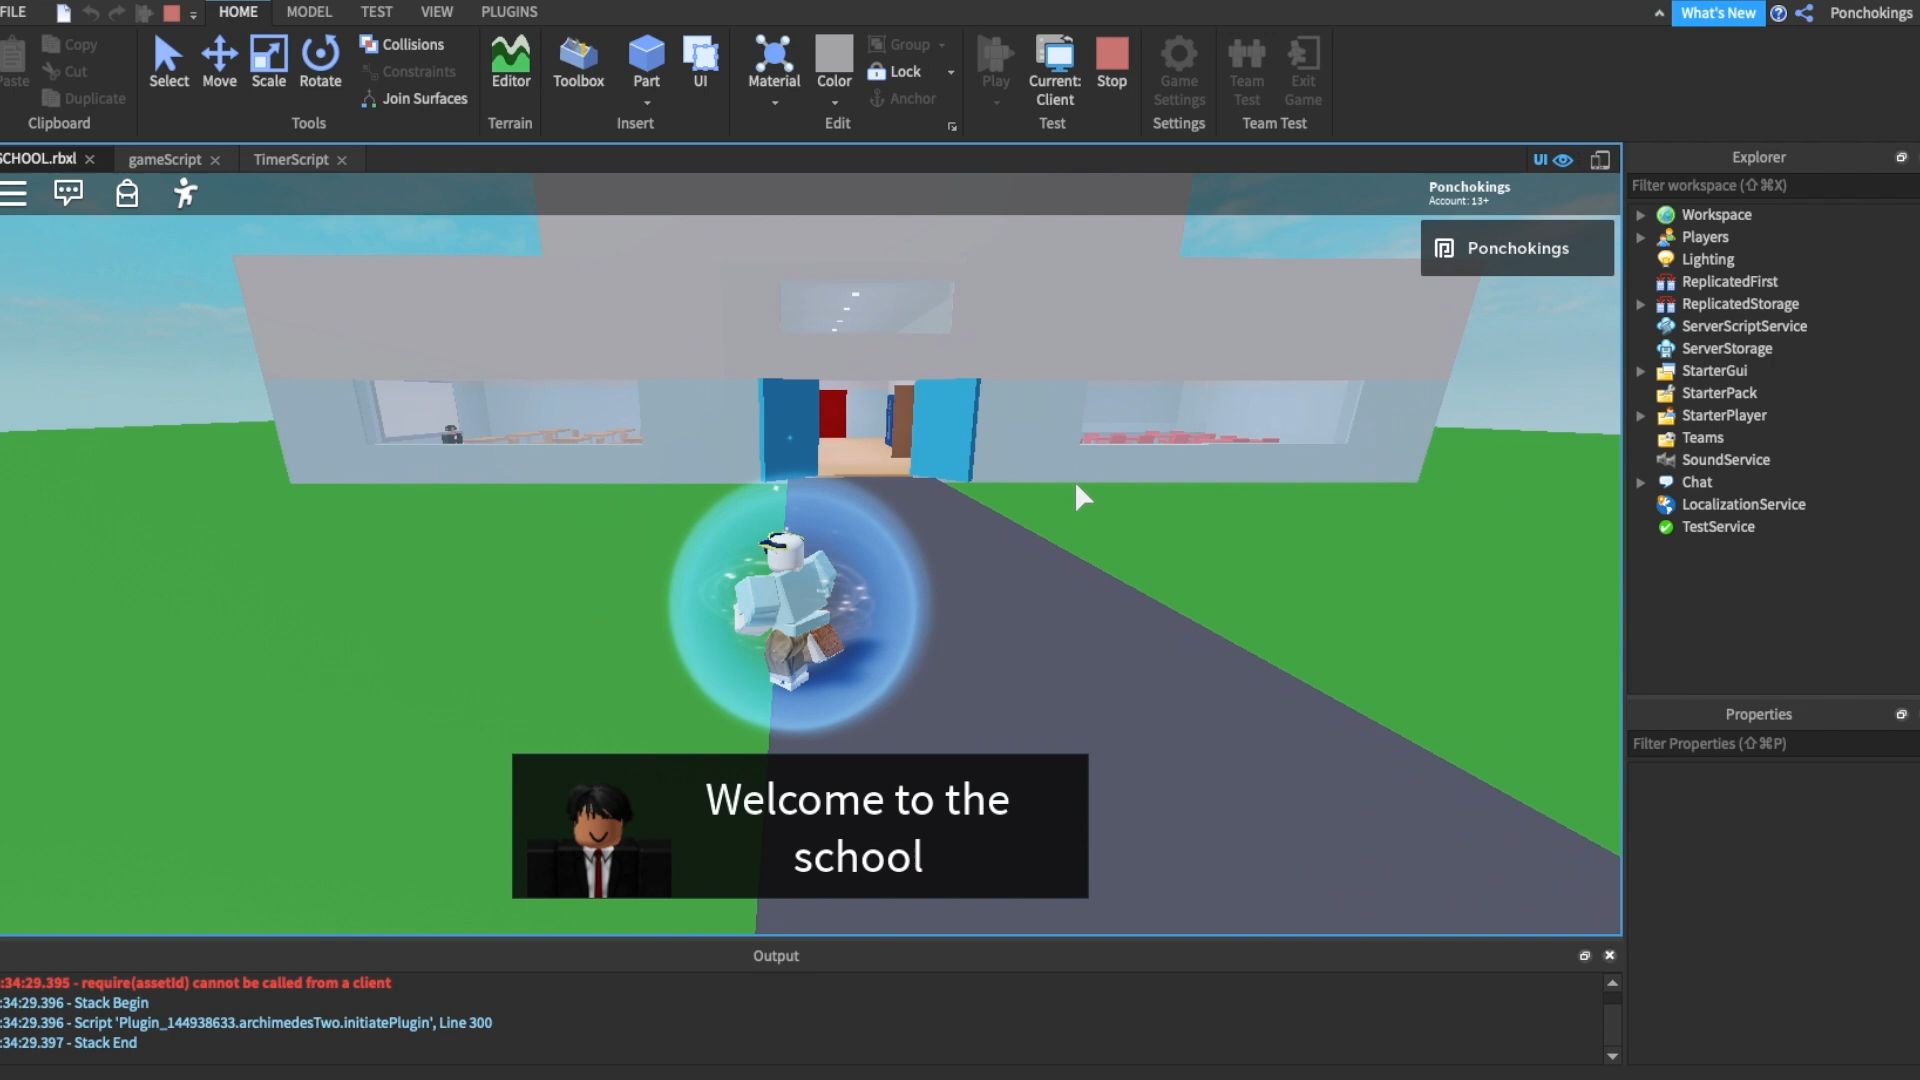 FILE HOME MODEL TEST VIEW PLUGINS What's New Ponchokings
Copy
Cut
Duplicate
Clipboard
Select Move Scale Rotate
Collisions
Constraints
Join Surfaces
Tools
Editor
Terrain
Toolbox Part UI
Insert
Material Color
Group
Lock
Anchor
Edit
Play Current: Client Stop
Test
Game Settings
Settings
Team Test Exit Game
Team Test
SCHOOL.rbxl gameScript TimerScript UI
Ponchokings
Account: 13+
Ponchokings
Welcome to the
school
Explorer
Filter workspace (⇧⌘X)
Workspace
Players
Lighting
ReplicatedFirst
ReplicatedStorage
ServerScriptService
ServerStorage
StarterGui
StarterPack
StarterPlayer
Teams
SoundService
Chat
LocalizationService
TestService
Properties
Filter Properties (⇧⌘P)
Output
:34:29.395 - require(assetId) cannot be called from a client
:34:29.396 - Stack Begin
:34:29.396 - Script 'Plugin_144938633.archimedesTwo.initiatePlugin', Line 300
:34:29.397 - Stack End